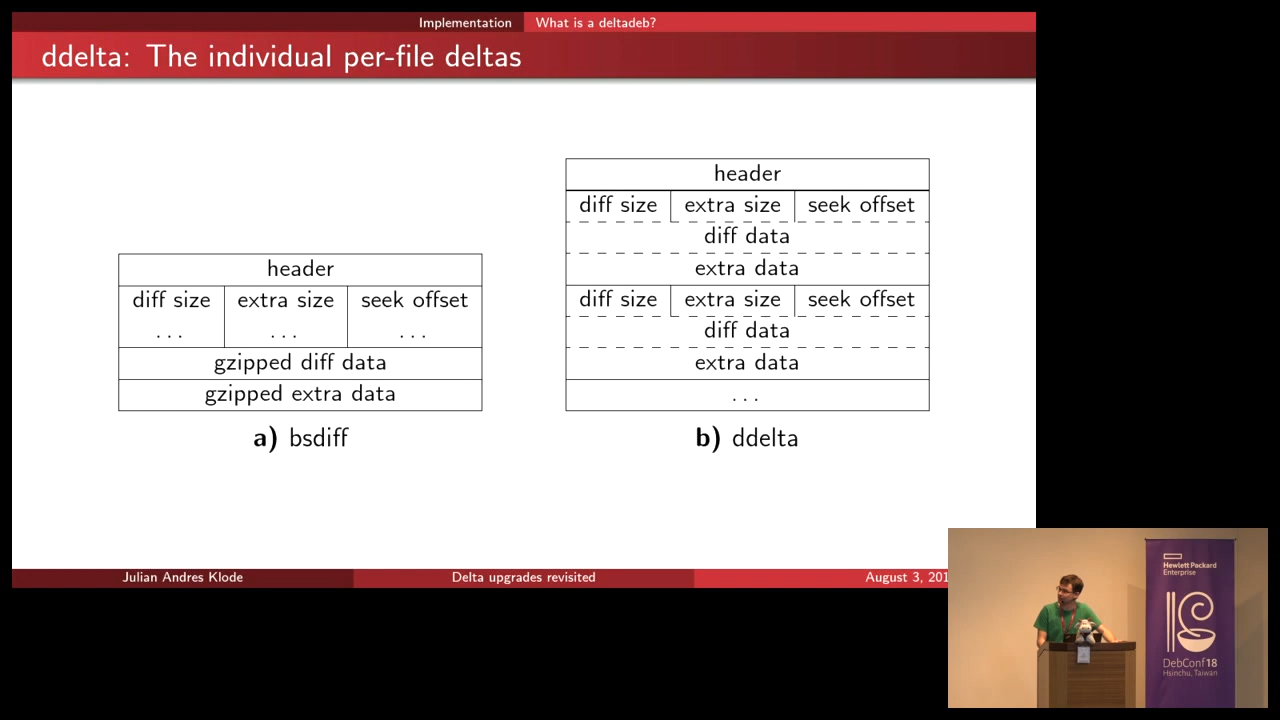 Implementation What is a deltadeb?
ddelta: The individual per-file deltas
header
diff size extra size seek offset
... ... ...
gzipped diff data
gzipped extra data
a) bsdiff
header
diff size extra size seek offset
diff data
extra data
diff size extra size seek offset
diff data
extra data
...
b) ddelta
Julian Andres Klode Delta upgrades revisited August 3, 201
Hewlett Packard
Enterprise
DebConf18
Hsinchu, Taiwan